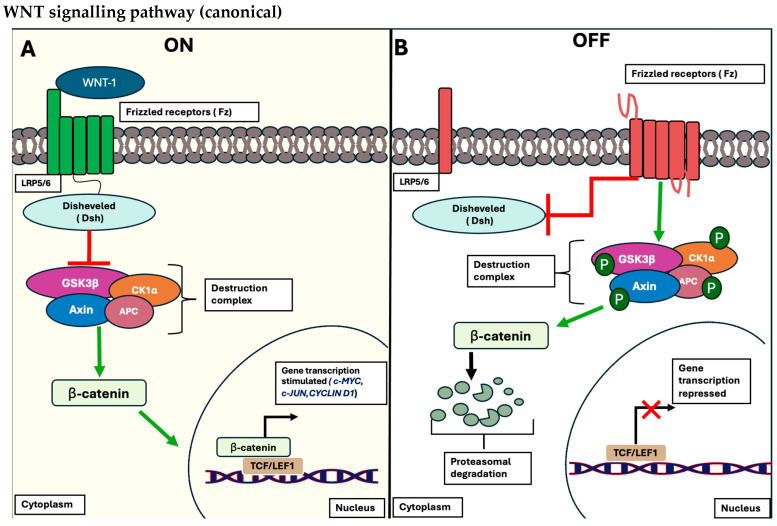 WNT signalling pathway (canonical)
A
ON
WNT-1
Frizzled receptors ( Fz)
LRP5/6
Disheveled
( Dsh)
GSK3β
CK1α
Axin
APC
Destruction
complex
β-catenin
Gene transcription
stimulated ( c-MYC,
c-JUN,CYCLIN D1)
β-catenin
TCF/LEF1
Cytoplasm
Nucleus
B
OFF
Frizzled receptors ( Fz)
LRP5/6
Disheveled
( Dsh)
Destruction
complex
P
GSK3β
CK1α
P
Axin
APC
P
P
β-catenin
Proteasomal
degradation
Gene
transcription
repressed
TCF/LEF1
Cytoplasm
Nucleus